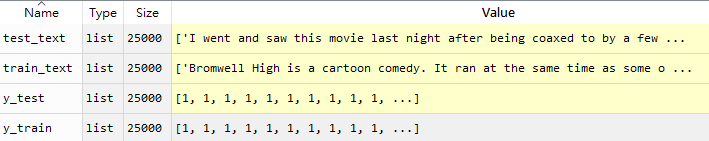 Name Type Size Value
test_text list 25000 ['I went and saw this movie last night after being coaxed to by a few ...
train_text list 25000 ['Bromwell High is a cartoon comedy. It ran at the same time as some o ...
y_test list 25000 [1, 1, 1, 1, 1, 1, 1, 1, 1, 1, ...]
y_train list 25000 [1, 1, 1, 1, 1, 1, 1, 1, 1, 1, ...]